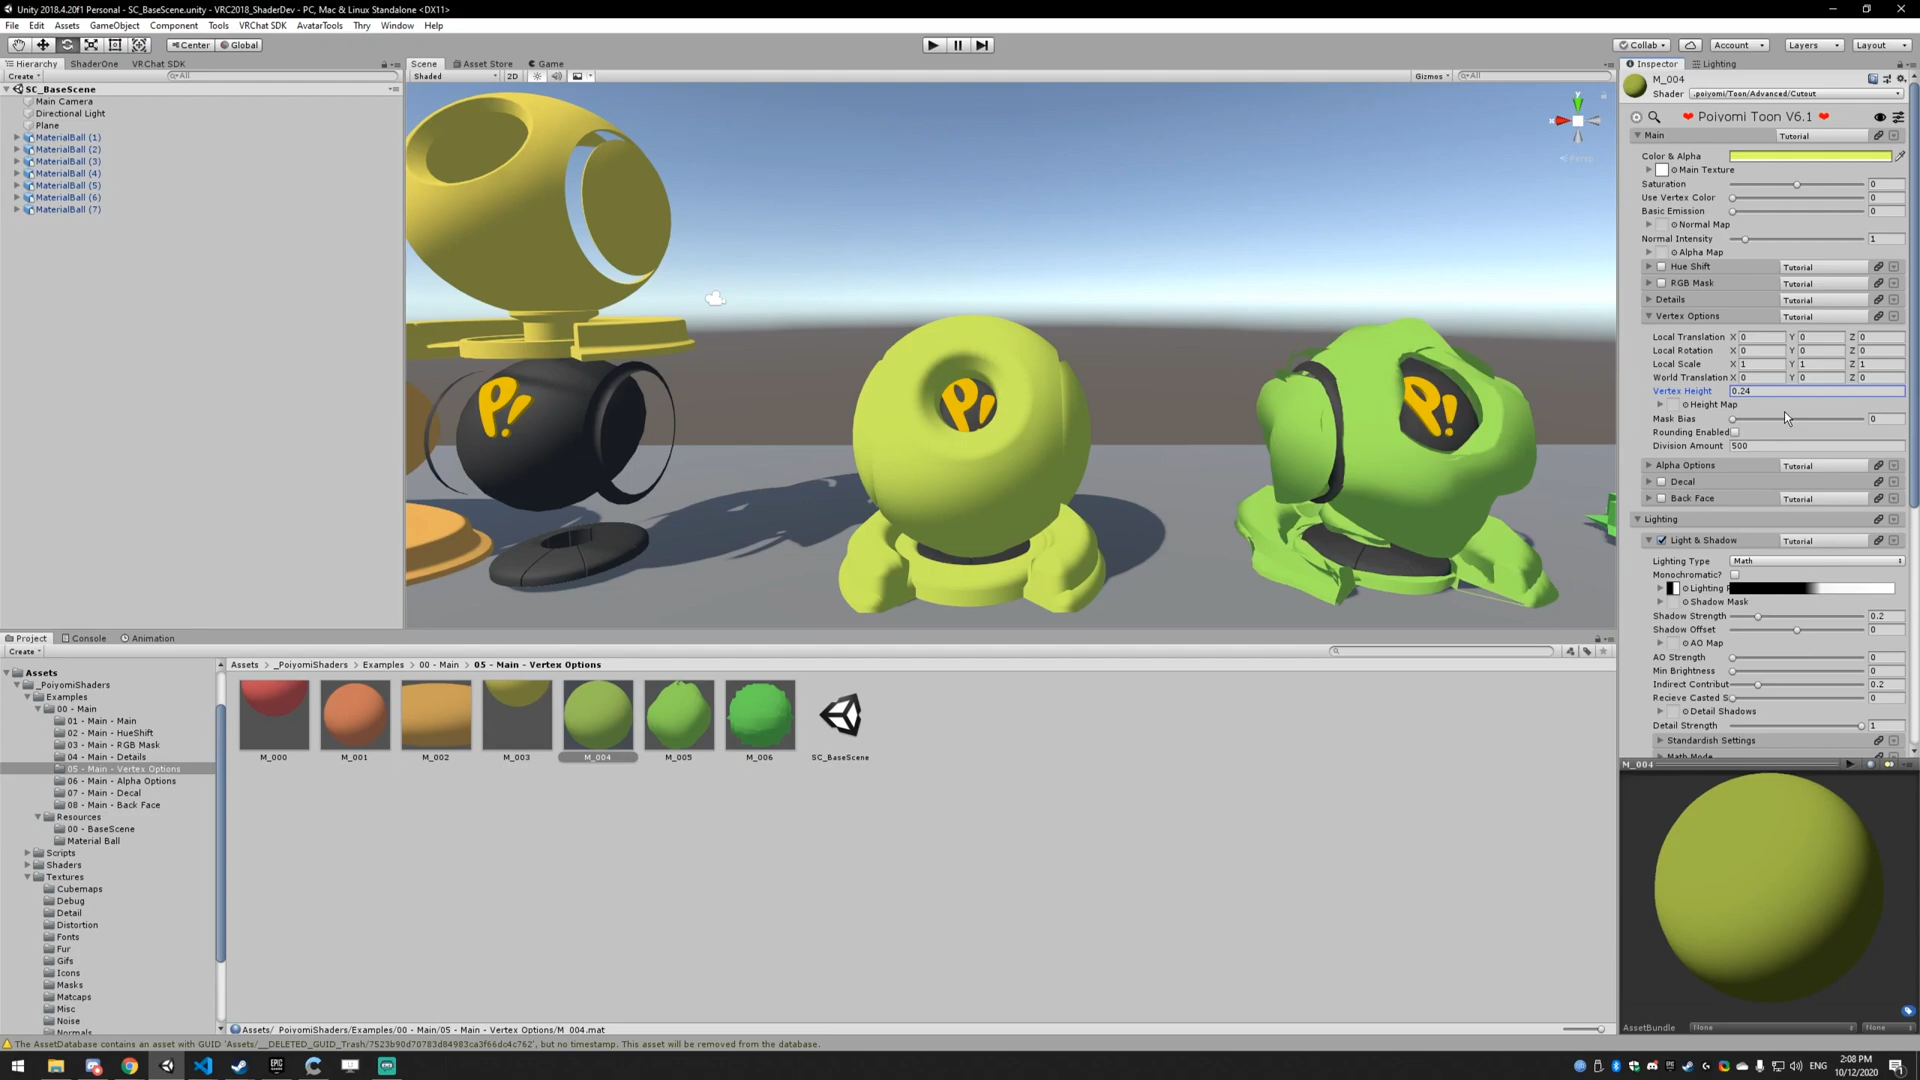 Unity 2018.4.20f1 Personal - SC_BaseScene.unity - VRC2018_ShaderDev - PC, Mac & Linux Standalone <DX11>
File Edit Assets GameObject Component Tools VRChat SDK AvatarTools Thry Window Help
Center Global Collab Account Layers Layout
Hierarchy ShaderOne VRChat SDK
Create All
SC_BaseScene
Main Camera
Directional Light
Plane
MaterialBall (1)
MaterialBall (2)
MaterialBall (3)
MaterialBall (4)
MaterialBall (5)
MaterialBall (6)
MaterialBall (7)
Scene Asset Store Game
Shaded 2D Gizmos All
y
x
Persp
P!
P!
P!
Inspector Lighting
M_004
Shader .poiyomi/Toon/Advanced/Cutout
Poiyomi Toon V6.1
Main Tutorial
Color & Alpha
Main Texture
Saturation 0
Use Vertex Color 0
Basic Emission 0
Normal Map
Normal Intensity 1
Alpha Map
Hue Shift Tutorial
RGB Mask Tutorial
Details Tutorial
Vertex Options Tutorial
Local Translation X 0 Y 0 Z 0
Local Rotation X 0 Y 0 Z 0
Local Scale X 1 Y 1 Z 1
World Translation X 0 Y 0 Z 0
Vertex Height 0.24
Height Map
Mask Bias 0
Rounding Enabled
Division Amount 500
Alpha Options Tutorial
Decal Tutorial
Back Face Tutorial
Lighting
Light & Shadow Tutorial
Lighting Type Math
Monochromatic?
Lighting
Shadow Mask
Shadow Strength 0.2
Shadow Offset 0
AO Map
AO Strength 0
Min Brightness 0
Indirect Contribut 0.2
Recieve Casted S 0
Detail Shadows
Detail Strength 1
Standardish Settings
M_004
AssetBundle None None
Project Console Animation
Create
Assets
_PoiyomiShaders
Examples
00 - Main
01 - Main - Main
02 - Main - HueShift
03 - Main - RGB Mask
04 - Main - Details
05 - Main - Vertex Options
06 - Main - Alpha Options
07 - Main - Decal
08 - Main - Back Face
Resources
00 - BaseScene
Material Ball
Scripts
Shaders
Textures
Cubemaps
Debug
Detail
Distortion
Fonts
Fur
Gifs
Icons
Masks
Matcaps
Misc
Noise
Normals
Assets > _PoiyomiShaders > Examples > 00 - Main > 05 - Main - Vertex Options
M_000 M_001 M_002 M_003 M_004 M_005 M_006 SC_BaseScene
Assets/_PoiyomiShaders/Examples/00 - Main/05 - Main - Vertex Options/M_004.mat
The AssetDatabase contains an asset with GUID 'Assets/__DELETED_GUID_Trash/7523b90d70783d84983ca3f66dc4c762', but no timestamp. This asset will be removed from the database.
EPIC
ENG
2:08 PM
10/12/2020